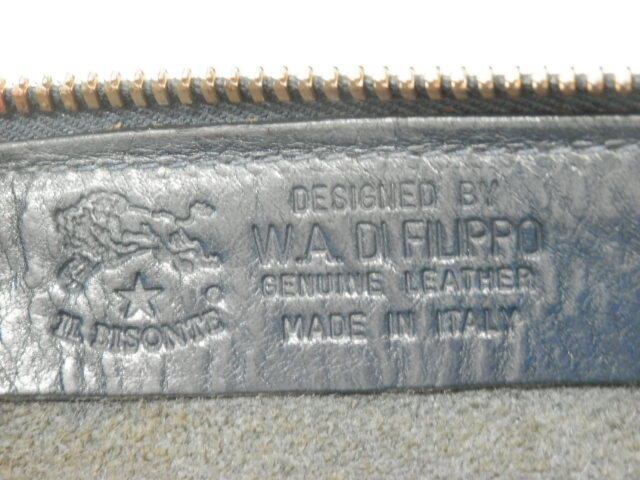 IL BISONTE
DESIGNED BY
W.A. DI FILIPPO
GENUINE LEATHER
MADE IN ITALY